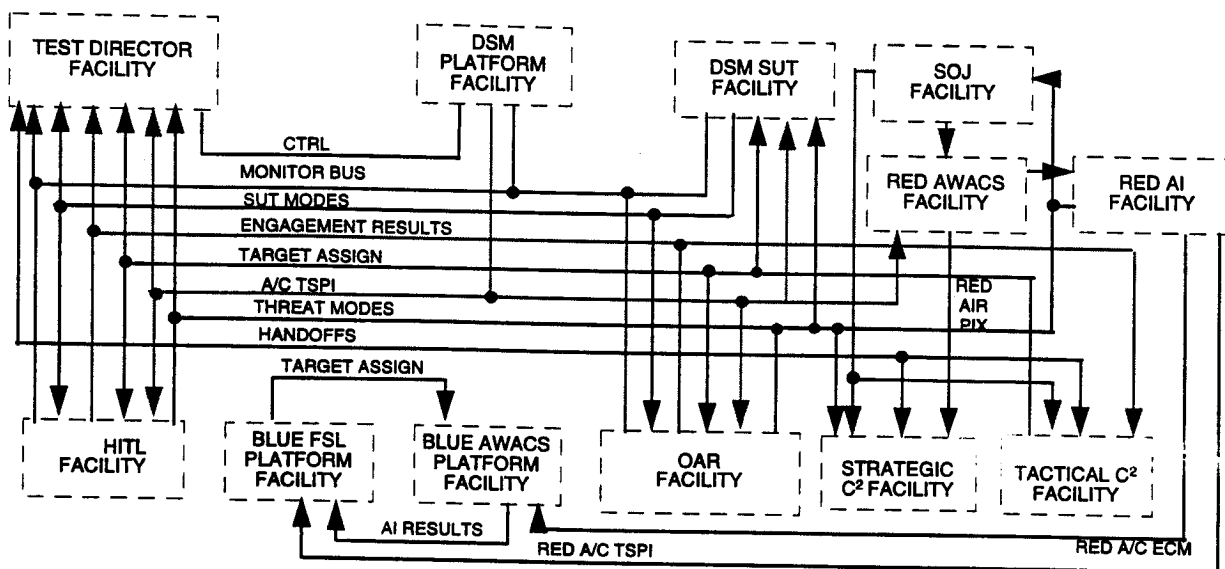 TEST DIRECTOR
FACILITY
DSM
PLATFORM
FACILITY
DSM SUT
FACILITY
SOJ
FACILITY
RED AWACS
FACILITY
RED AI
FACILITY
CTRL
MONITOR BUS
SUT MODES
ENGAGEMENT RESULTS
TARGET ASSIGN
A/C TSPI
THREAT MODES
HANDOFFS
RED
AIR
PIX
TARGET ASSIGN
HITL
FACILITY
BLUE FSL
PLATFORM
FACILITY
BLUE AWACS
PLATFORM
FACILITY
OAR
FACILITY
STRATEGIC
C² FACILITY
TACTICAL C²
FACILITY
AI RESULTS
RED A/C TSPI
RED A/C ECM